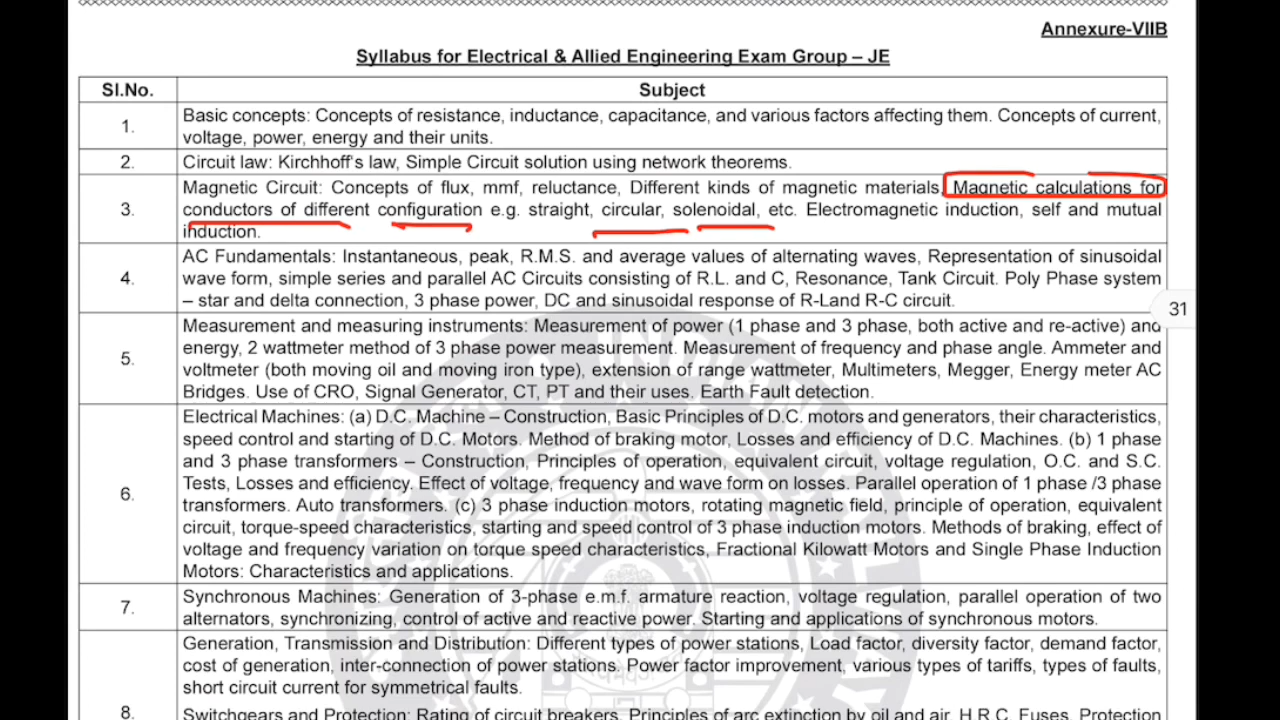 Annexure-VIIB
Syllabus for Electrical & Allied Engineering Exam Group – JE
Sl.No. Subject
1. Basic concepts: Concepts of resistance, inductance, capacitance, and various factors affecting them. Concepts of current,
voltage, power, energy and their units.
2. Circuit law: Kirchhoff's law, Simple Circuit solution using network theorems.
3. Magnetic Circuit: Concepts of flux, mmf, reluctance, Different kinds of magnetic materials, Magnetic calculations for
conductors of different configuration e.g. straight, circular, solenoidal, etc. Electromagnetic induction, self and mutual
induction.
4. AC Fundamentals: Instantaneous, peak, R.M.S. and average values of alternating waves, Representation of sinusoidal
wave form, simple series and parallel AC Circuits consisting of R.L. and C, Resonance, Tank Circuit. Poly Phase system
– star and delta connection, 3 phase power, DC and sinusoidal response of R-Land R-C circuit.
31
5. Measurement and measuring instruments: Measurement of power (1 phase and 3 phase, both active and re-active) and
energy, 2 wattmeter method of 3 phase power measurement. Measurement of frequency and phase angle. Ammeter and
voltmeter (both moving oil and moving iron type), extension of range wattmeter, Multimeters, Megger, Energy meter AC
Bridges. Use of CRO, Signal Generator, CT, PT and their uses. Earth Fault detection.
6. Electrical Machines: (a) D.C. Machine – Construction, Basic Principles of D.C. motors and generators, their characteristics,
speed control and starting of D.C. Motors. Method of braking motor, Losses and efficiency of D.C. Machines. (b) 1 phase
and 3 phase transformers – Construction, Principles of operation, equivalent circuit, voltage regulation, O.C. and S.C.
Tests, Losses and efficiency. Effect of voltage, frequency and wave form on losses. Parallel operation of 1 phase /3 phase
transformers. Auto transformers. (c) 3 phase induction motors, rotating magnetic field, principle of operation, equivalent
circuit, torque-speed characteristics, starting and speed control of 3 phase induction motors. Methods of braking, effect of
voltage and frequency variation on torque speed characteristics, Fractional Kilowatt Motors and Single Phase Induction
Motors: Characteristics and applications.
7. Synchronous Machines: Generation of 3-phase e.m.f. armature reaction, voltage regulation, parallel operation of two
alternators, synchronizing, control of active and reactive power. Starting and applications of synchronous motors.
8. Generation, Transmission and Distribution: Different types of power stations, Load factor, diversity factor, demand factor,
cost of generation, inter-connection of power stations. Power factor improvement, various types of tariffs, types of faults,
short circuit current for symmetrical faults.
Switchgears and Protection: Rating of circuit breakers, Principles of arc extinction by oil and air, H.R.C. Fuses, Protection